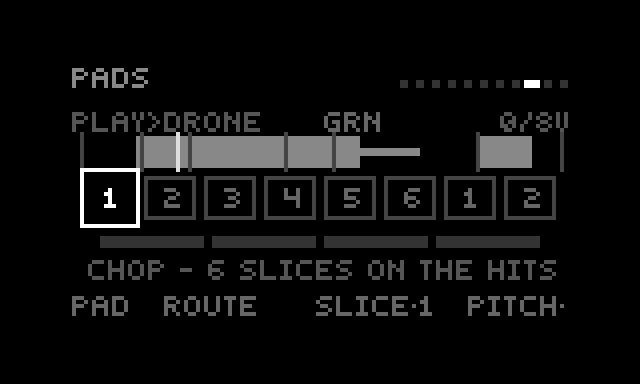 PADS
PLAY>DRONE GRN 0/8U
1 2 3 4 5 6 1 2
CHOP - 6 SLICES ON THE HITS
PAD ROUTE SLICE·1 PITCH·